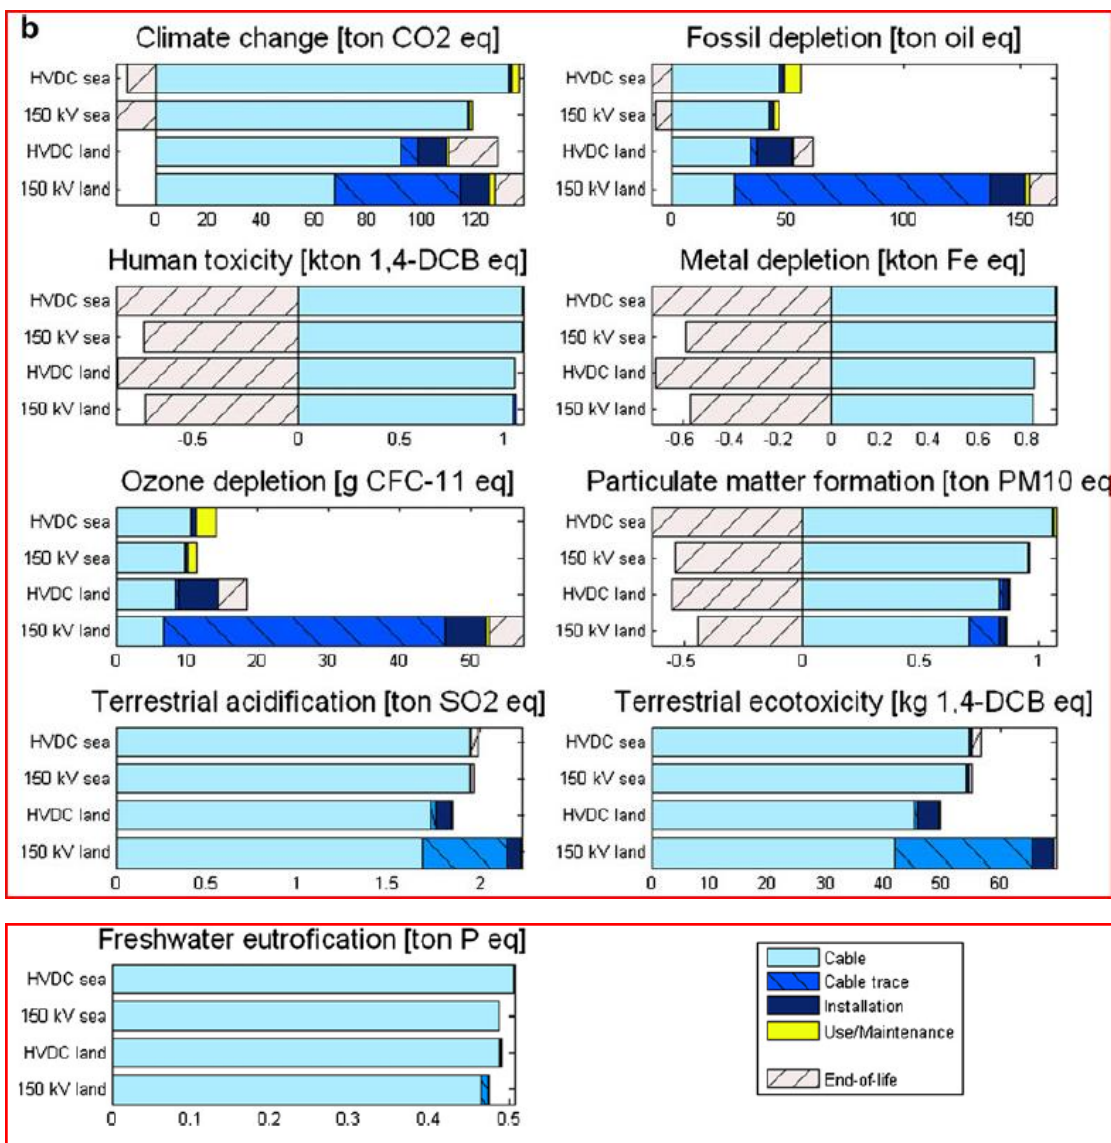 b
Climate change [ton CO2 eq]
HVDC sea
150 kV sea
HVDC land
150 kV land
0 20 40 60 80 100 120
Fossil depletion [ton oil eq]
HVDC sea
150 kV sea
HVDC land
150 kV land
0 50 100 150
Human toxicity [kton 1,4-DCB eq]
HVDC sea
150 kV sea
HVDC land
150 kV land
-0.5 0 0.5 1
Metal depletion [kton Fe eq]
HVDC sea
150 kV sea
HVDC land
150 kV land
-0.6 -0.4 -0.2 0 0.2 0.4 0.6 0.8
Ozone depletion [g CFC-11 eq]
HVDC sea
150 kV sea
HVDC land
150 kV land
0 10 20 30 40 50
Particulate matter formation [ton PM10 eq
HVDC sea
150 kV sea
HVDC land
150 kV land
-0.5 0 0.5 1
Terrestrial acidification [ton SO2 eq]
HVDC sea
150 kV sea
HVDC land
150 kV land
0 0.5 1 1.5 2
Terrestrial ecotoxicity [kg 1,4-DCB eq]
HVDC sea
150 kV sea
HVDC land
150 kV land
0 10 20 30 40 50 60
Freshwater eutrofication [ton P eq]
HVDC sea
150 kV sea
HVDC land
150 kV land
0 0.1 0.2 0.3 0.4 0.5
Cable
Cable trace
Installation
Use/Maintenance
End-of-life